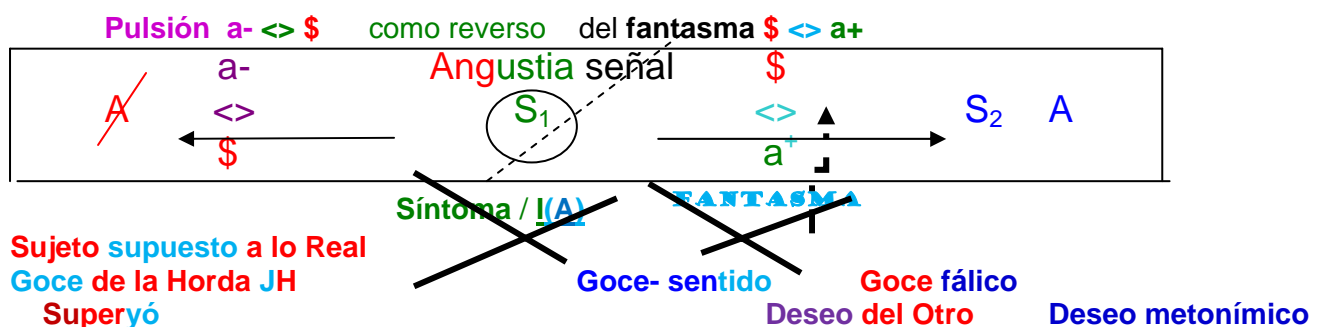 Pulsión a- <> $ como reverso del fantasma $ <> a+
a- Angustia señal $
A <> S₁ <> S₂ A
$ a⁺
FANTASMA
Síntoma / I(A)
Sujeto supuesto a lo Real
Goce de la Horda JH Goce- sentido Goce fálico
Superyó Deseo del Otro Deseo metonímico